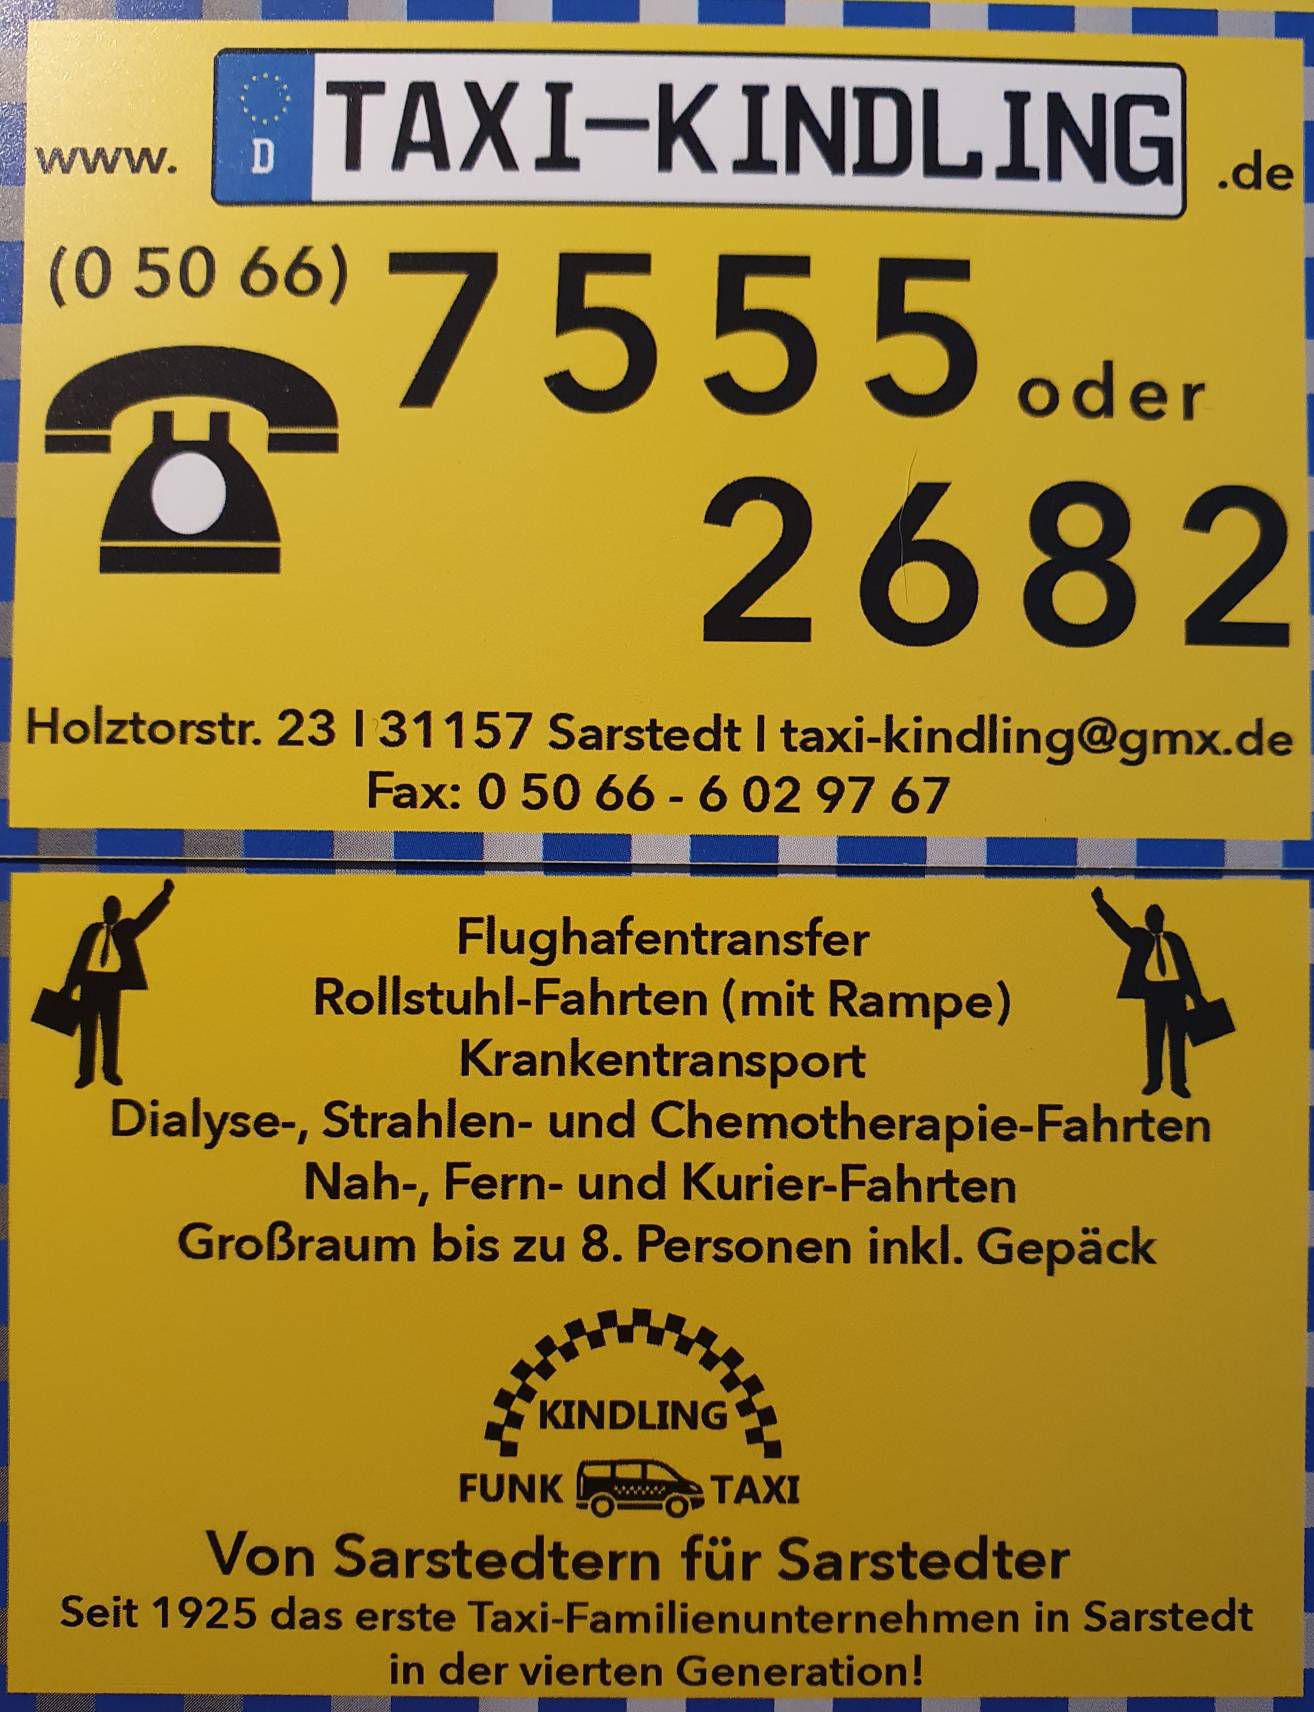 www. D TAXI-KINDLING .de
(0 50 66) 7555 oder
2682
Holztorstr. 23 | 31157 Sarstedt | taxi-kindling@gmx.de
Fax: 0 50 66 - 6 02 97 67
Flughafentransfer
Rollstuhl-Fahrten (mit Rampe)
Krankentransport
Dialyse-, Strahlen- und Chemotherapie-Fahrten
Nah-, Fern- und Kurier-Fahrten
Großraum bis zu 8. Personen inkl. Gepäck
KINDLING
FUNK TAXI
Von Sarstedtern für Sarstedter
Seit 1925 das erste Taxi-Familienunternehmen in Sarstedt
in der vierten Generation!